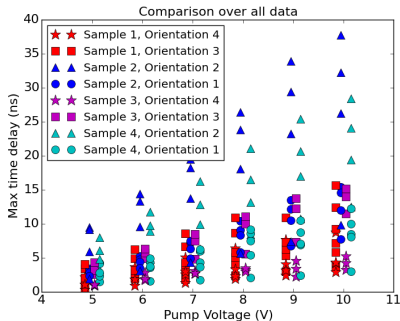 Comparison over all data
40
35
30
25
20
15
10
5
0
Max time delay (ns)
Sample 1, Orientation 4
Sample 1, Orientation 3
Sample 2, Orientation 2
Sample 2, Orientation 1
Sample 3, Orientation 4
Sample 3, Orientation 3
Sample 4, Orientation 2
Sample 4, Orientation 1
4 5 6 7 8 9 10 11
Pump Voltage (V)